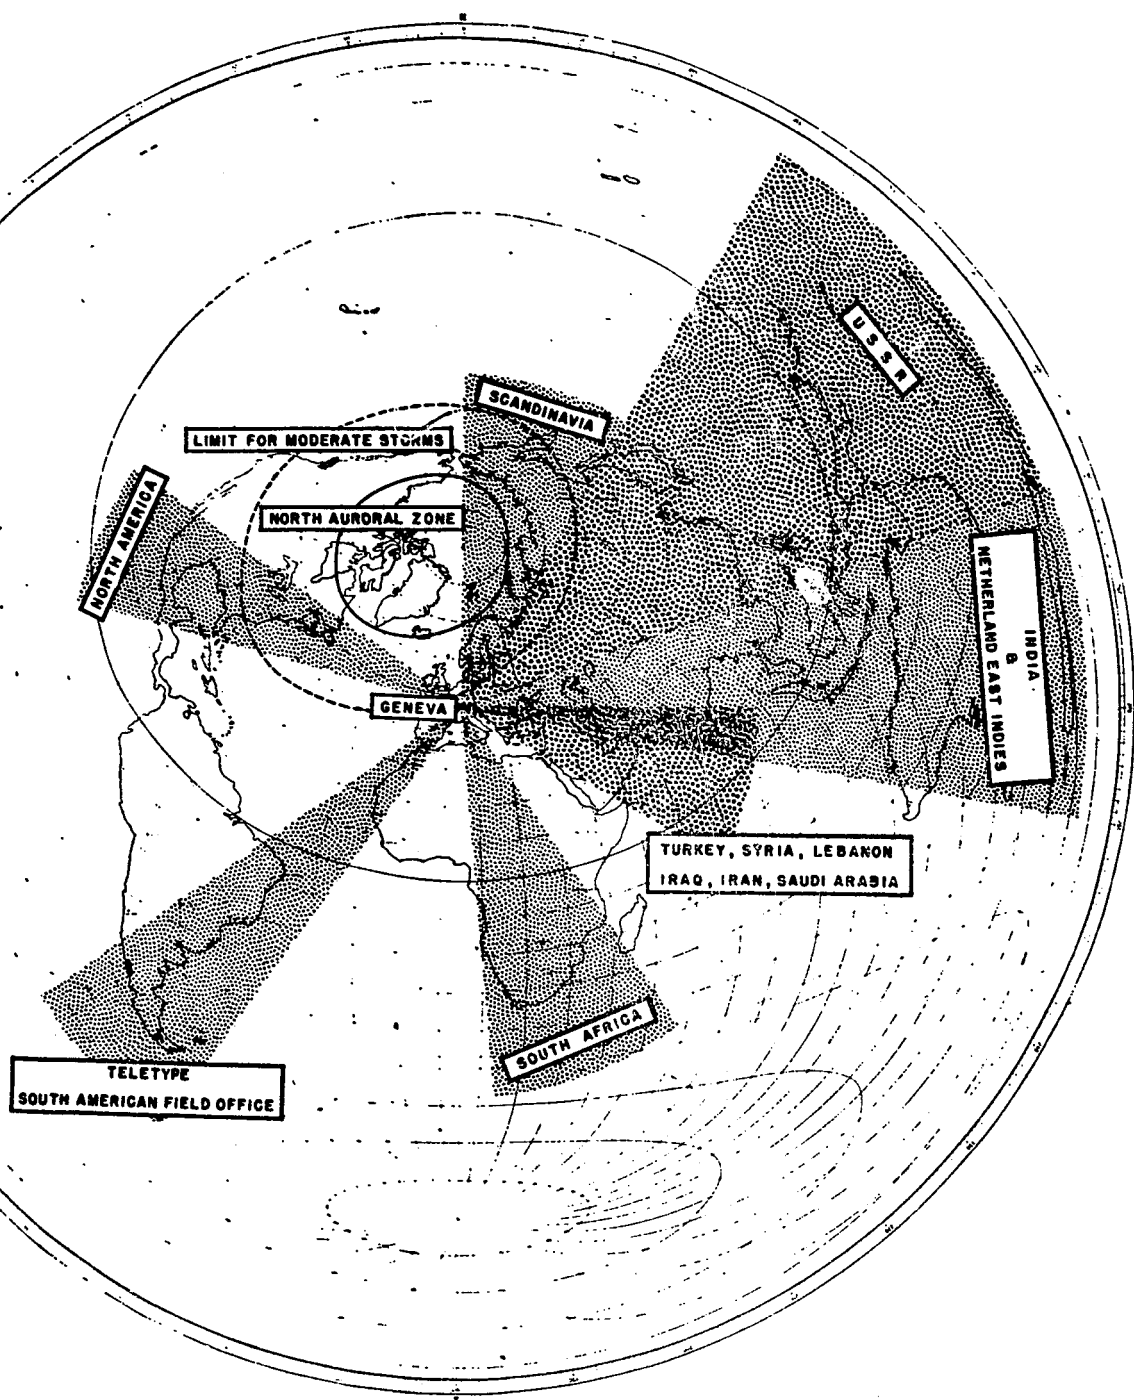 N
USSR
SCANDINAVIA
LIMIT FOR MODERATE STORMS
NORTH AMERICA
NORTH AURORAL ZONE
INDIA
&
NETHERLAND EAST INDIES
GENEVA
TURKEY, SYRIA, LEBANON
IRAQ, IRAN, SAUDI ARABIA
SOUTH AFRICA
TELETYPE
SOUTH AMERICAN FIELD OFFICE